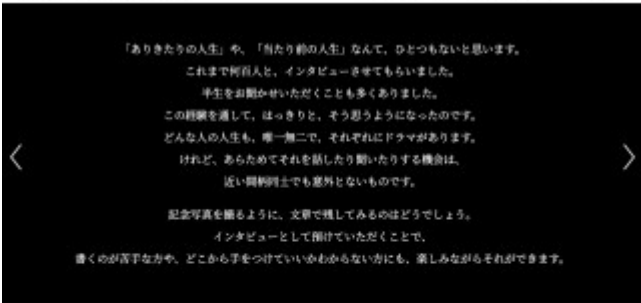 「ありきたりの人生」や、「当たり前の人生」なんて、ひとつもないと思います。
これまで何百人と、インタビューさせてもらいました。
半生をお聞かせいただくことも多くありました。
この経験を通して、はっきりと、そう思うようになったのです。
どんな人の人生も、唯一無二で、それぞれにドラマがあります。
けれど、あらためてそれを話したり聞いたりする機会は、
近い間柄同士でも意外とないものです。
記念写真を撮るように、文章で残してみるのはどうでしょう。
インタビューとして預けていただくことで、
書くのが苦手な方や、どこから手をつけていいかわからない方にも、楽しみながらそれができます。